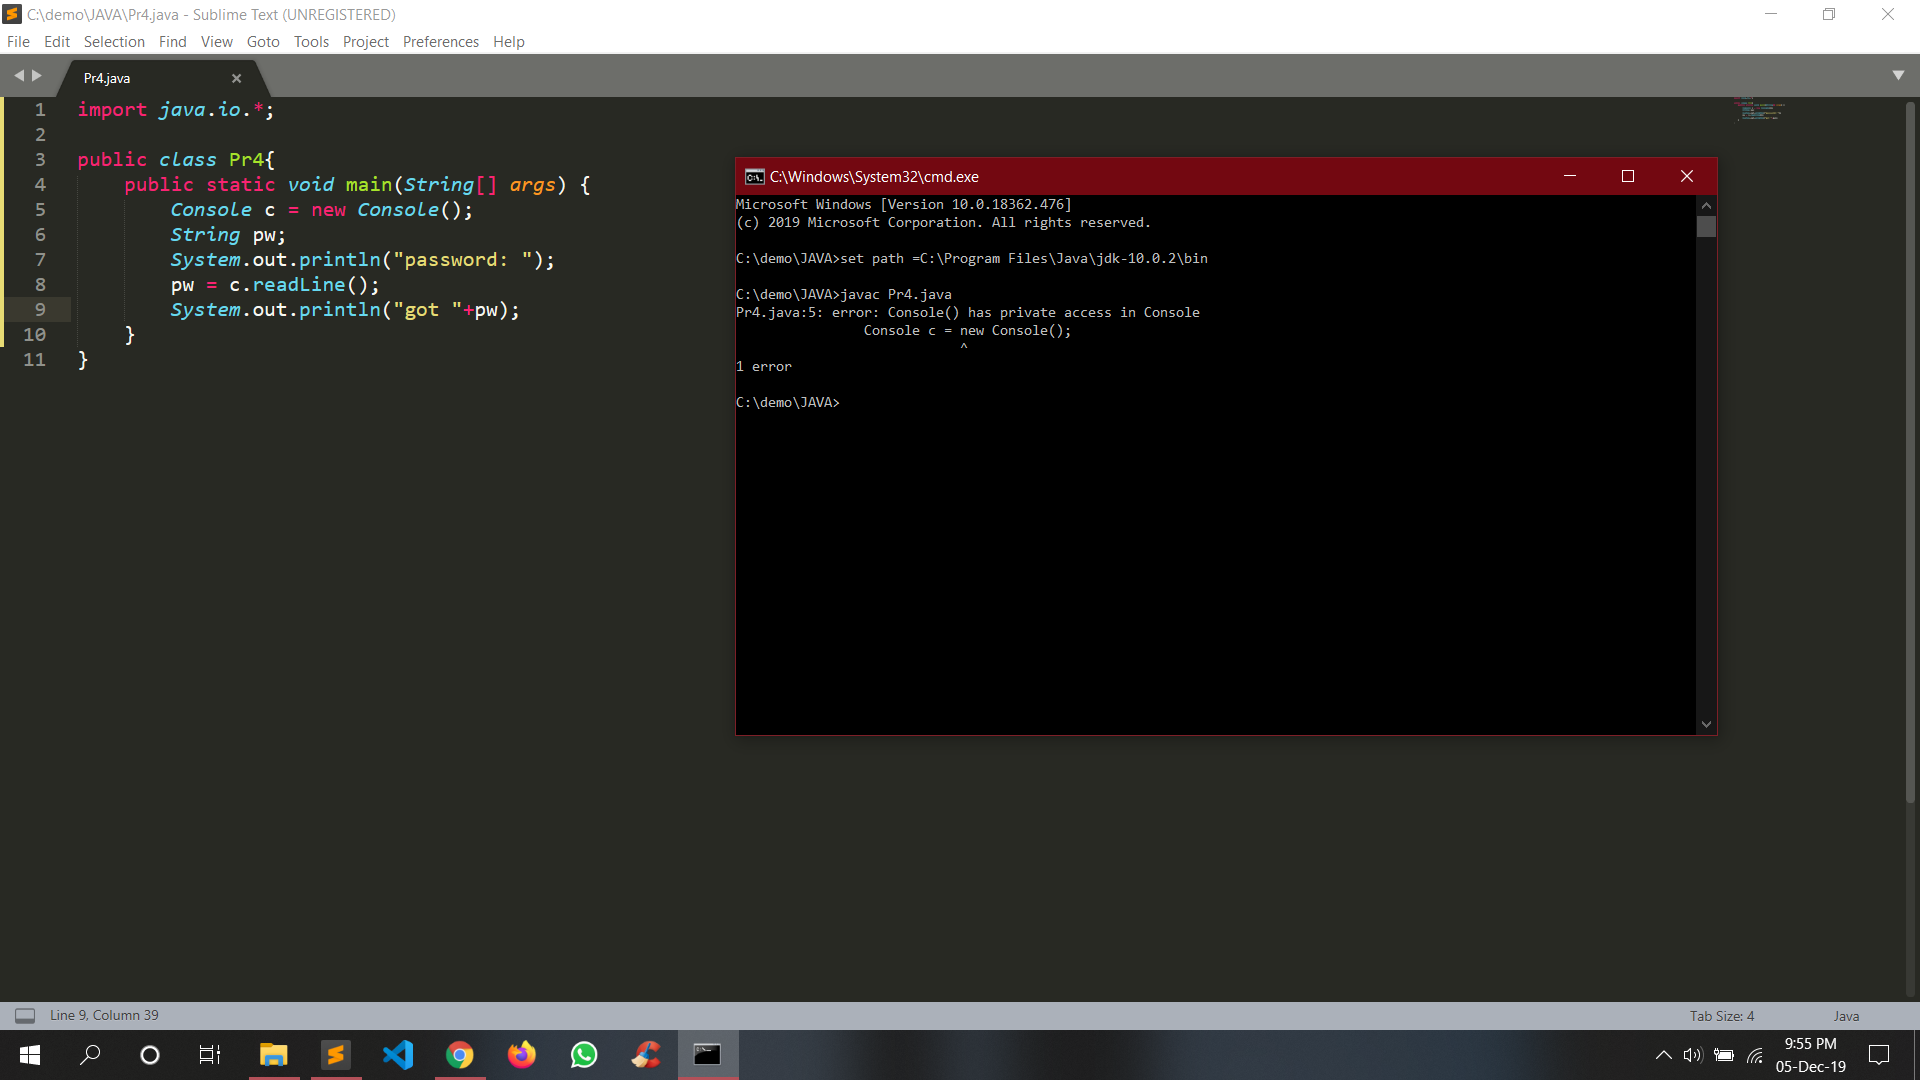 C:\demo\JAVA\Pr4.java - Sublime Text (UNREGISTERED)
File Edit Selection Find View Goto Tools Project Preferences Help
Pr4.java
1 import java.io.*;
2
3 public class Pr4{
4 public static void main(String[] args) {
5 Console c = new Console();
6 String pw;
7 System.out.println("password: ");
8 pw = c.readLine();
9 System.out.println("got "+pw);
10 }
11 }
C:\Windows\System32\cmd.exe
Microsoft Windows [Version 10.0.18362.476]
(c) 2019 Microsoft Corporation. All rights reserved.
C:\demo\JAVA>set path =C:\Program Files\Java\jdk-10.0.2\bin
C:\demo\JAVA>javac Pr4.java
Pr4.java:5: error: Console() has private access in Console
Console c = new Console();
^
1 error
C:\demo\JAVA>
Line 9, Column 39
Tab Size: 4
Java
9:55 PM
05-Dec-19